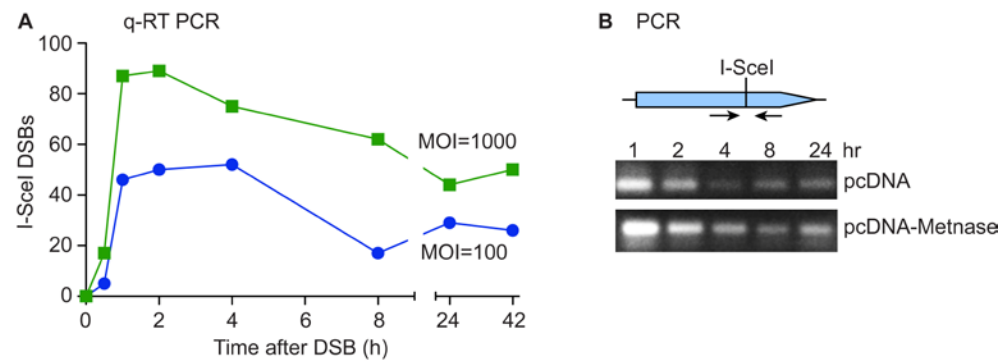 A q-RT PCR
100
80
60
40
20
0
I-SceI DSBs
MOI=1000
MOI=100
0 2 4 8 24 42
Time after DSB (h)
B PCR
I-SceI
1 2 4 8 24 hr
pcDNA
pcDNA-Metnase